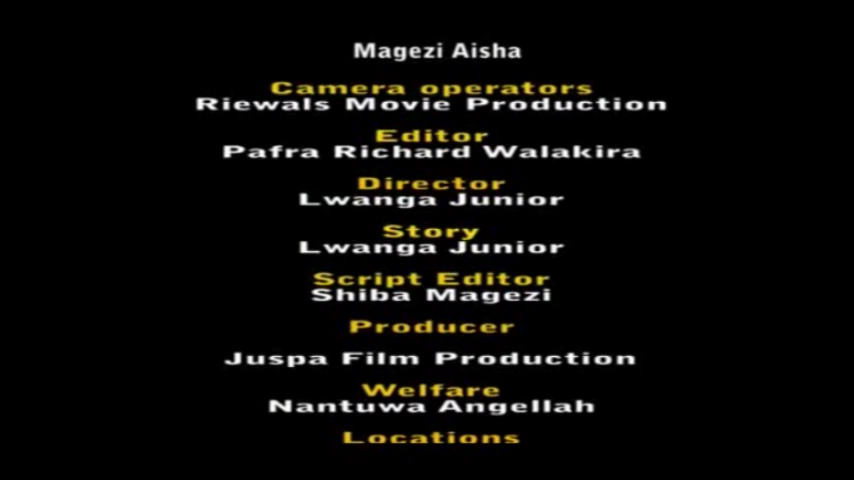 Magezi Aisha
Camera operators
Riewals Movie Production
Editor
Pafra Richard Walakira
Director
Lwanga Junior
Story
Lwanga Junior
Script Editor
Shiba Magezi
Producer
Juspa Film Production
Welfare
Nantuwa Angellah
Locations